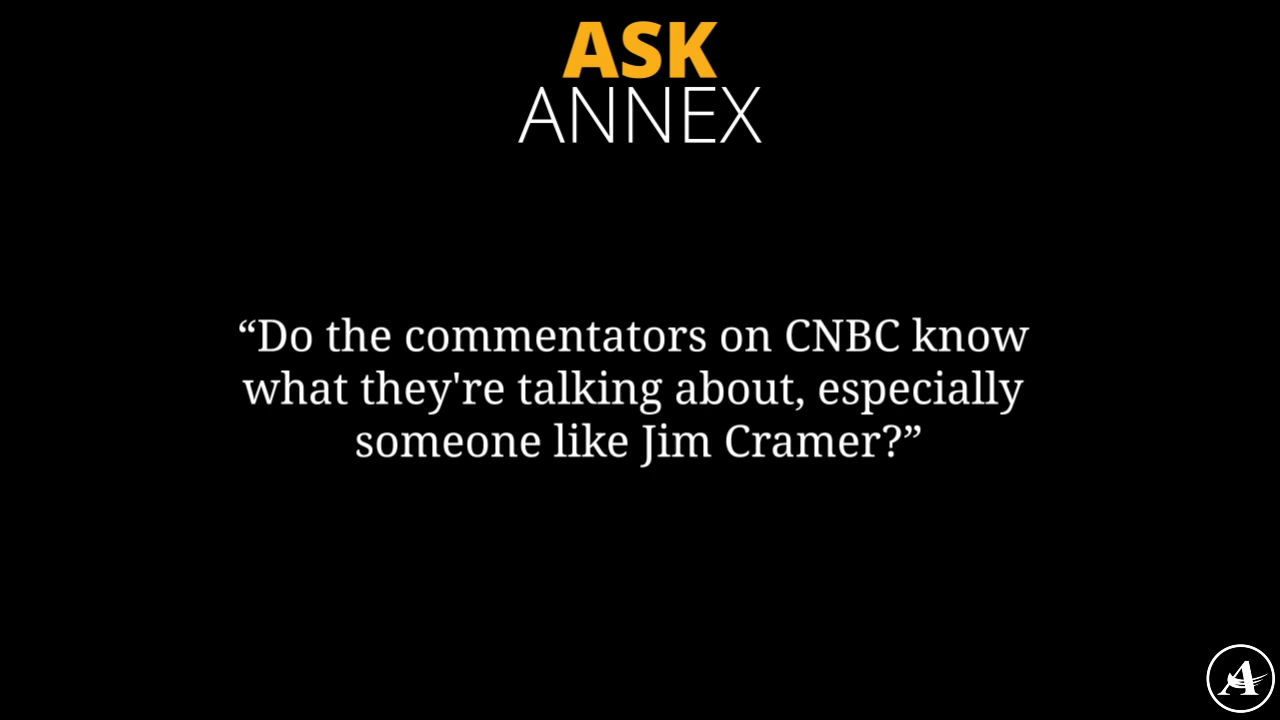 ASK
ANNEX
“Do the commentators on CNBC know
what they're talking about, especially
someone like Jim Cramer?”
A